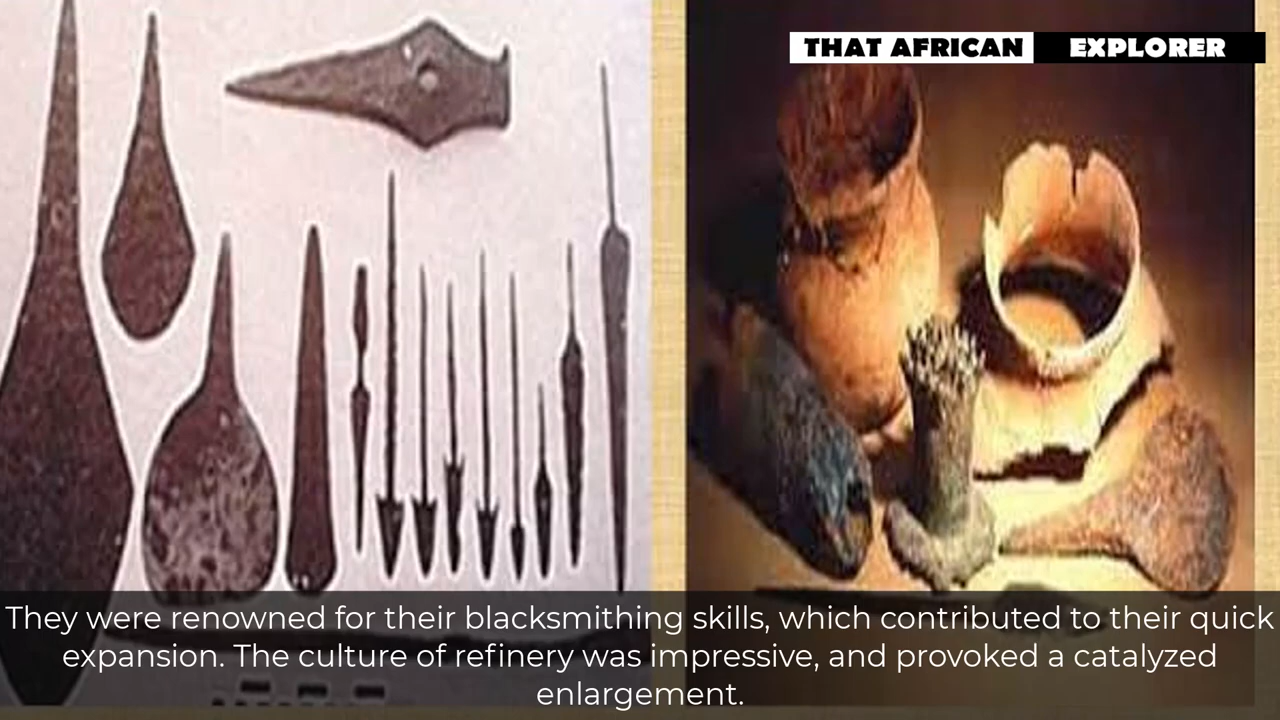 THAT AFRICAN EXPLORER
They were renowned for their blacksmithing skills, which contributed to their quick
expansion. The culture of refinery was impressive, and provoked a catalyzed
enlargement.